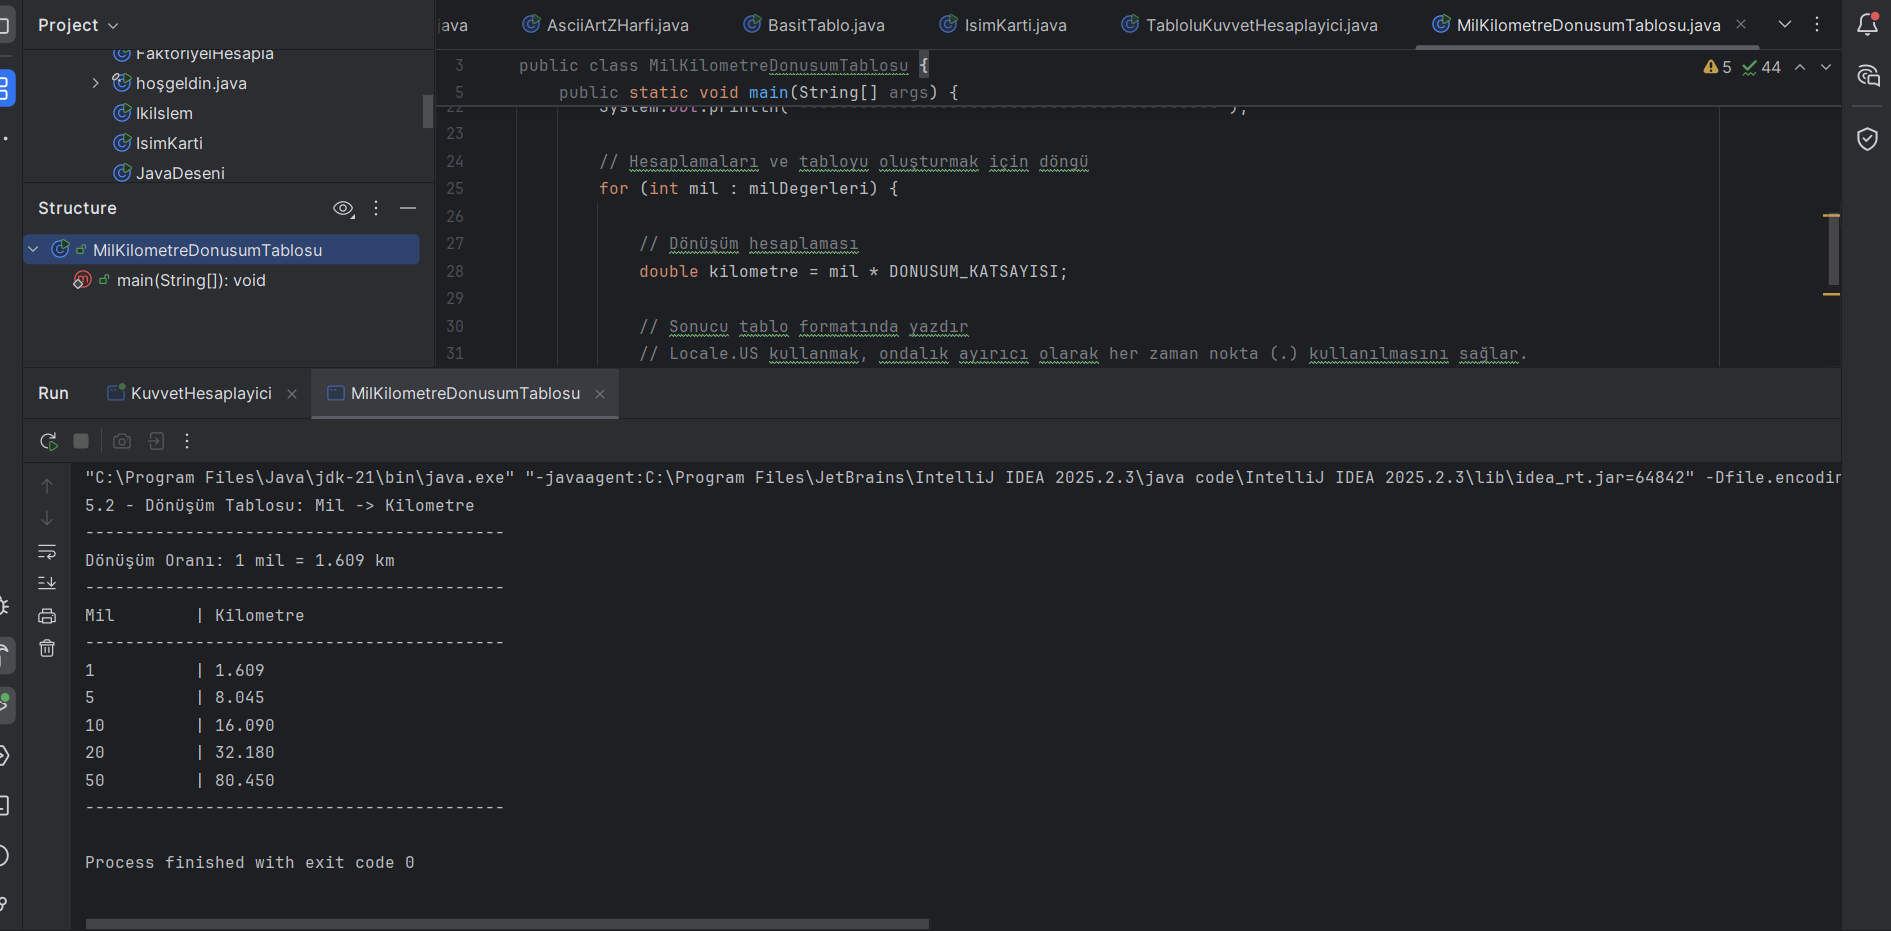 Project
FaktoriyelHesapla
hoşgeldin.java
IkiIslem
IsimKarti
JavaDeseni
Structure
MilKilometreDonusumTablosu
main(String[]): void
java AsciiArtZHarfi.java BasitTablo.java IsimKarti.java TabloluKuvvetHesaplayici.java MilKilometreDonusumTablosu.java
5 44
3 public class MilKilometreDonusumTablosu {
5 public static void main(String[] args) {
22 System.out.println("
23
24 // Hesaplamaları ve tabloyu oluşturmak için döngü
25 for (int mil : milDegerleri) {
26
27 // Dönüşüm hesaplaması
28 double kilometre = mil * DONUSUM_KATSAYISI;
29
30 // Sonucu tablo formatında yazdır
31 // Locale.US kullanmak, ondalık ayırıcı olarak her zaman nokta (.) kullanılmasını sağlar.
Run KuvvetHesaplayici MilKilometreDonusumTablosu
"C:\Program Files\Java\jdk-21\bin\java.exe" "-javaagent:C:\Program Files\JetBrains\IntelliJ IDEA 2025.2.3\java code\IntelliJ IDEA 2025.2.3\lib\idea_rt.jar=64842" -Dfile.encodin
5.2 - Dönüşüm Tablosu: Mil -> Kilometre
------------------------------------------
Dönüşüm Oranı: 1 mil = 1.609 km
------------------------------------------
Mil | Kilometre
------------------------------------------
1 | 1.609
5 | 8.045
10 | 16.090
20 | 32.180
50 | 80.450
------------------------------------------
Process finished with exit code 0